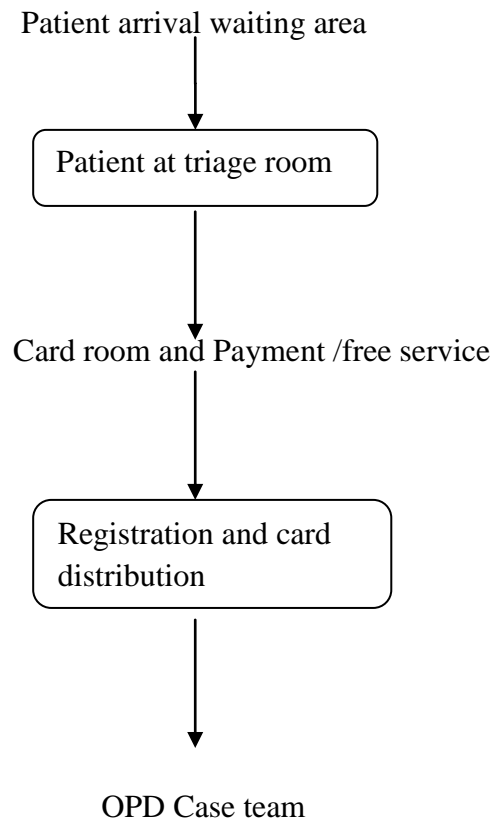 Patient arrival waiting area
Patient at triage room
Card room and Payment /free service
Registration and card
distribution
OPD Case team